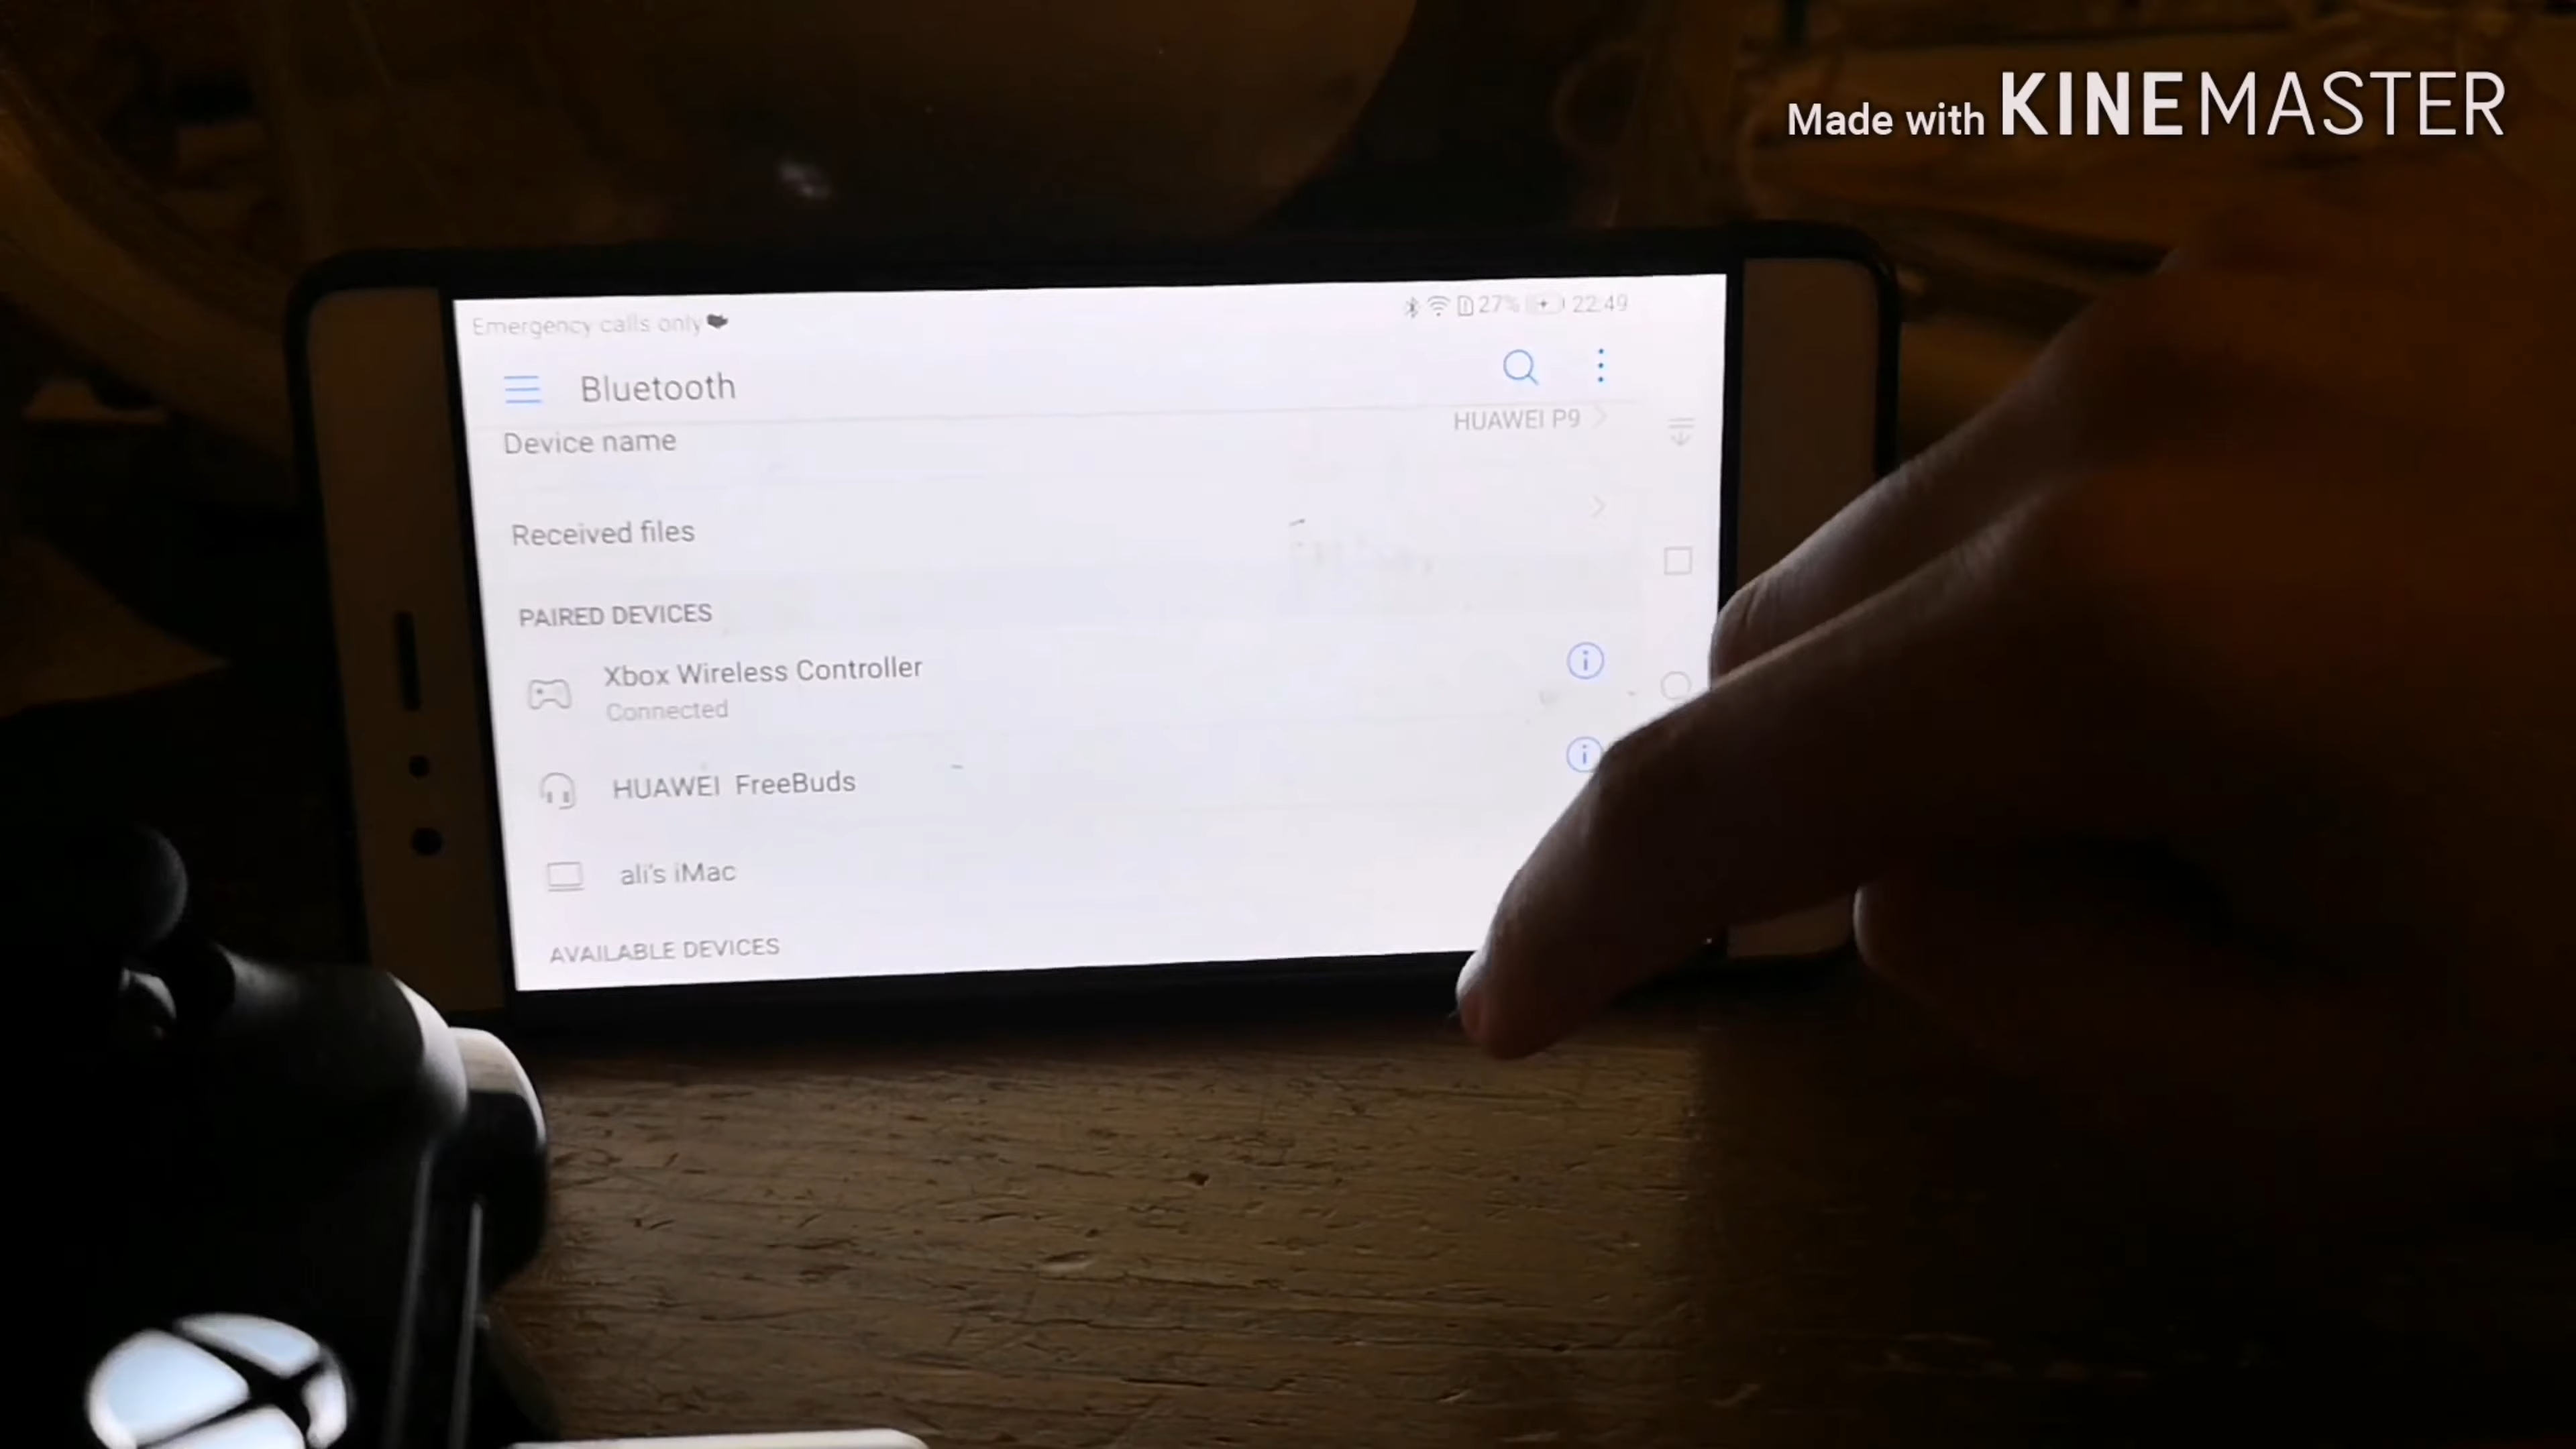 Made with KINEMASTER
Emergency calls only
27% 22:49
Bluetooth
Device name
HUAWEI P9
Received files
PAIRED DEVICES
Xbox Wireless Controller
Connected
HUAWEI FreeBuds
ali's iMac
AVAILABLE DEVICES